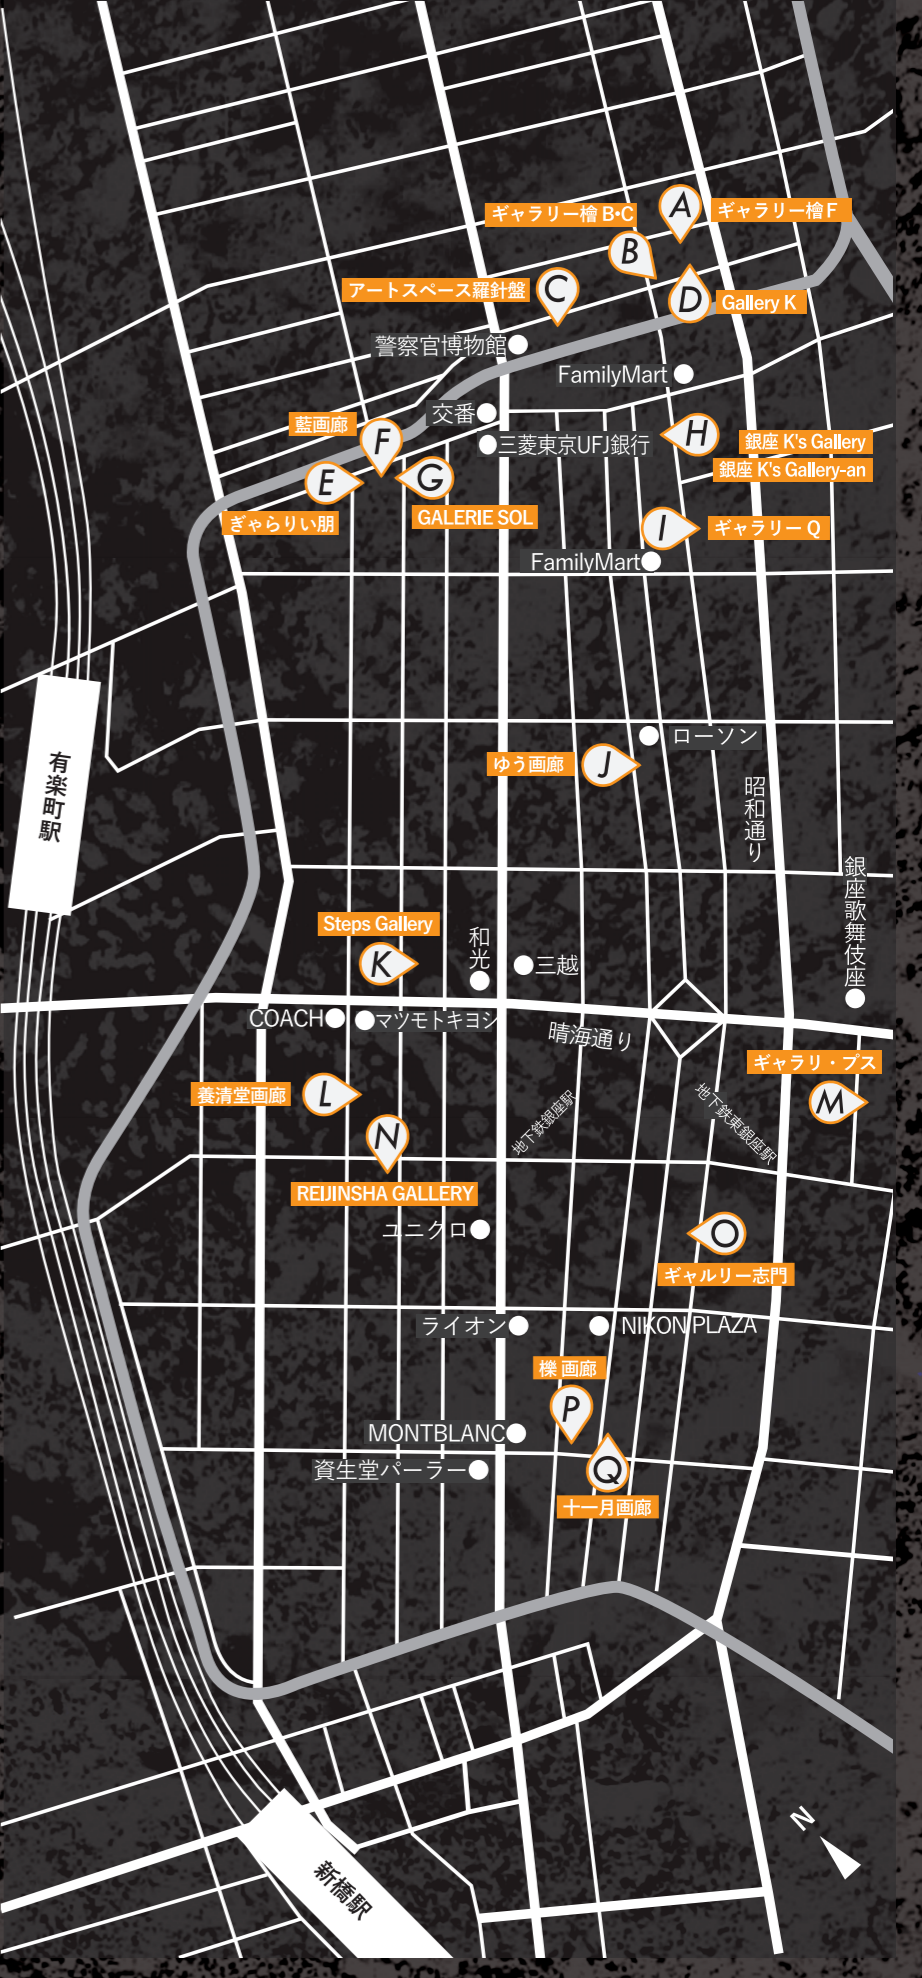 ギャラリー檜 B・C
A
ギャラリー檜 F
B
アートスペース羅針盤
C
D
Gallery K
警察官博物館
FamilyMart
交番
藍画廊
F
三菱東京UFJ銀行
H
銀座 K's Gallery
銀座 K's Gallery-an
E
G
ぎゃらりい朋
GALERIE SOL
I
ギャラリー Q
FamilyMart
ローソン
ゆう画廊
J
有楽町駅
昭和通り
銀座歌舞伎座
Steps Gallery
K
和光
三越
COACH
マツモトキヨシ
晴海通り
ギャラリ・プス
M
養清堂画廊
L
地下鉄銀座駅
地下鉄東銀座駅
N
REIJINSHA GALLERY
ユニクロ
O
ギャルリー志門
ライオン
NIKON PLAZA
櫟画廊
P
MONTBLANC
資生堂パーラー
Q
十一月画廊
N
新橋駅